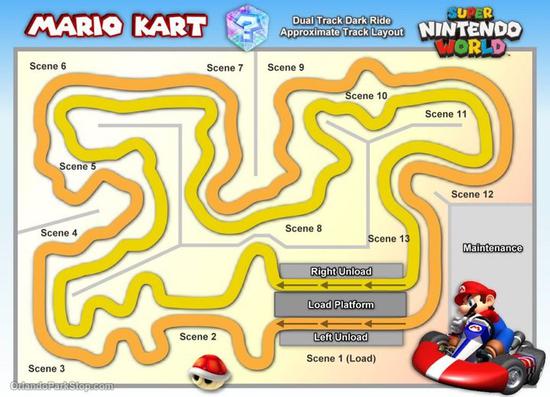 MARIO KART
Dual Track Dark Ride
Approximate Track Layout
SUPER
NINTENDO
WORLD
Scene 6
Scene 7
Scene 9
Scene 10
Scene 11
Scene 5
Scene 12
Scene 4
Scene 8
Scene 13
Maintenance
Right Unload
Load Platform
Left Unload
Scene 2
Scene 1 (Load)
Scene 3
OrlandoParkStop.com